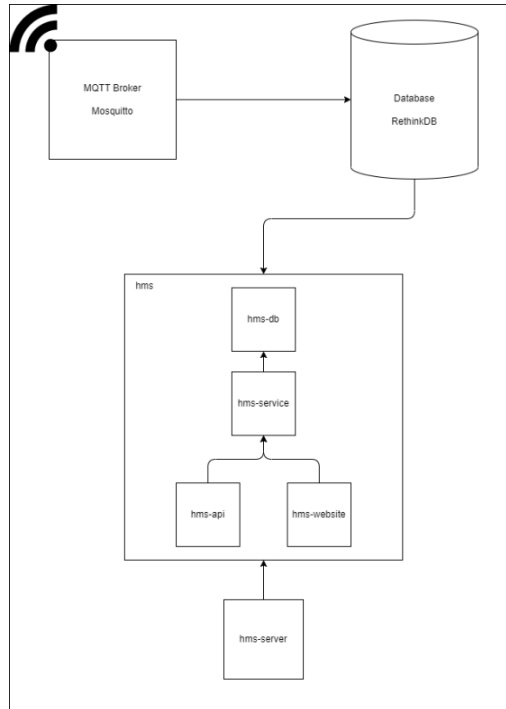 MQTT Broker
Mosquitto
Database
RethinkDB
hms
hms-db
hms-service
hms-api
hms-website
hms-server